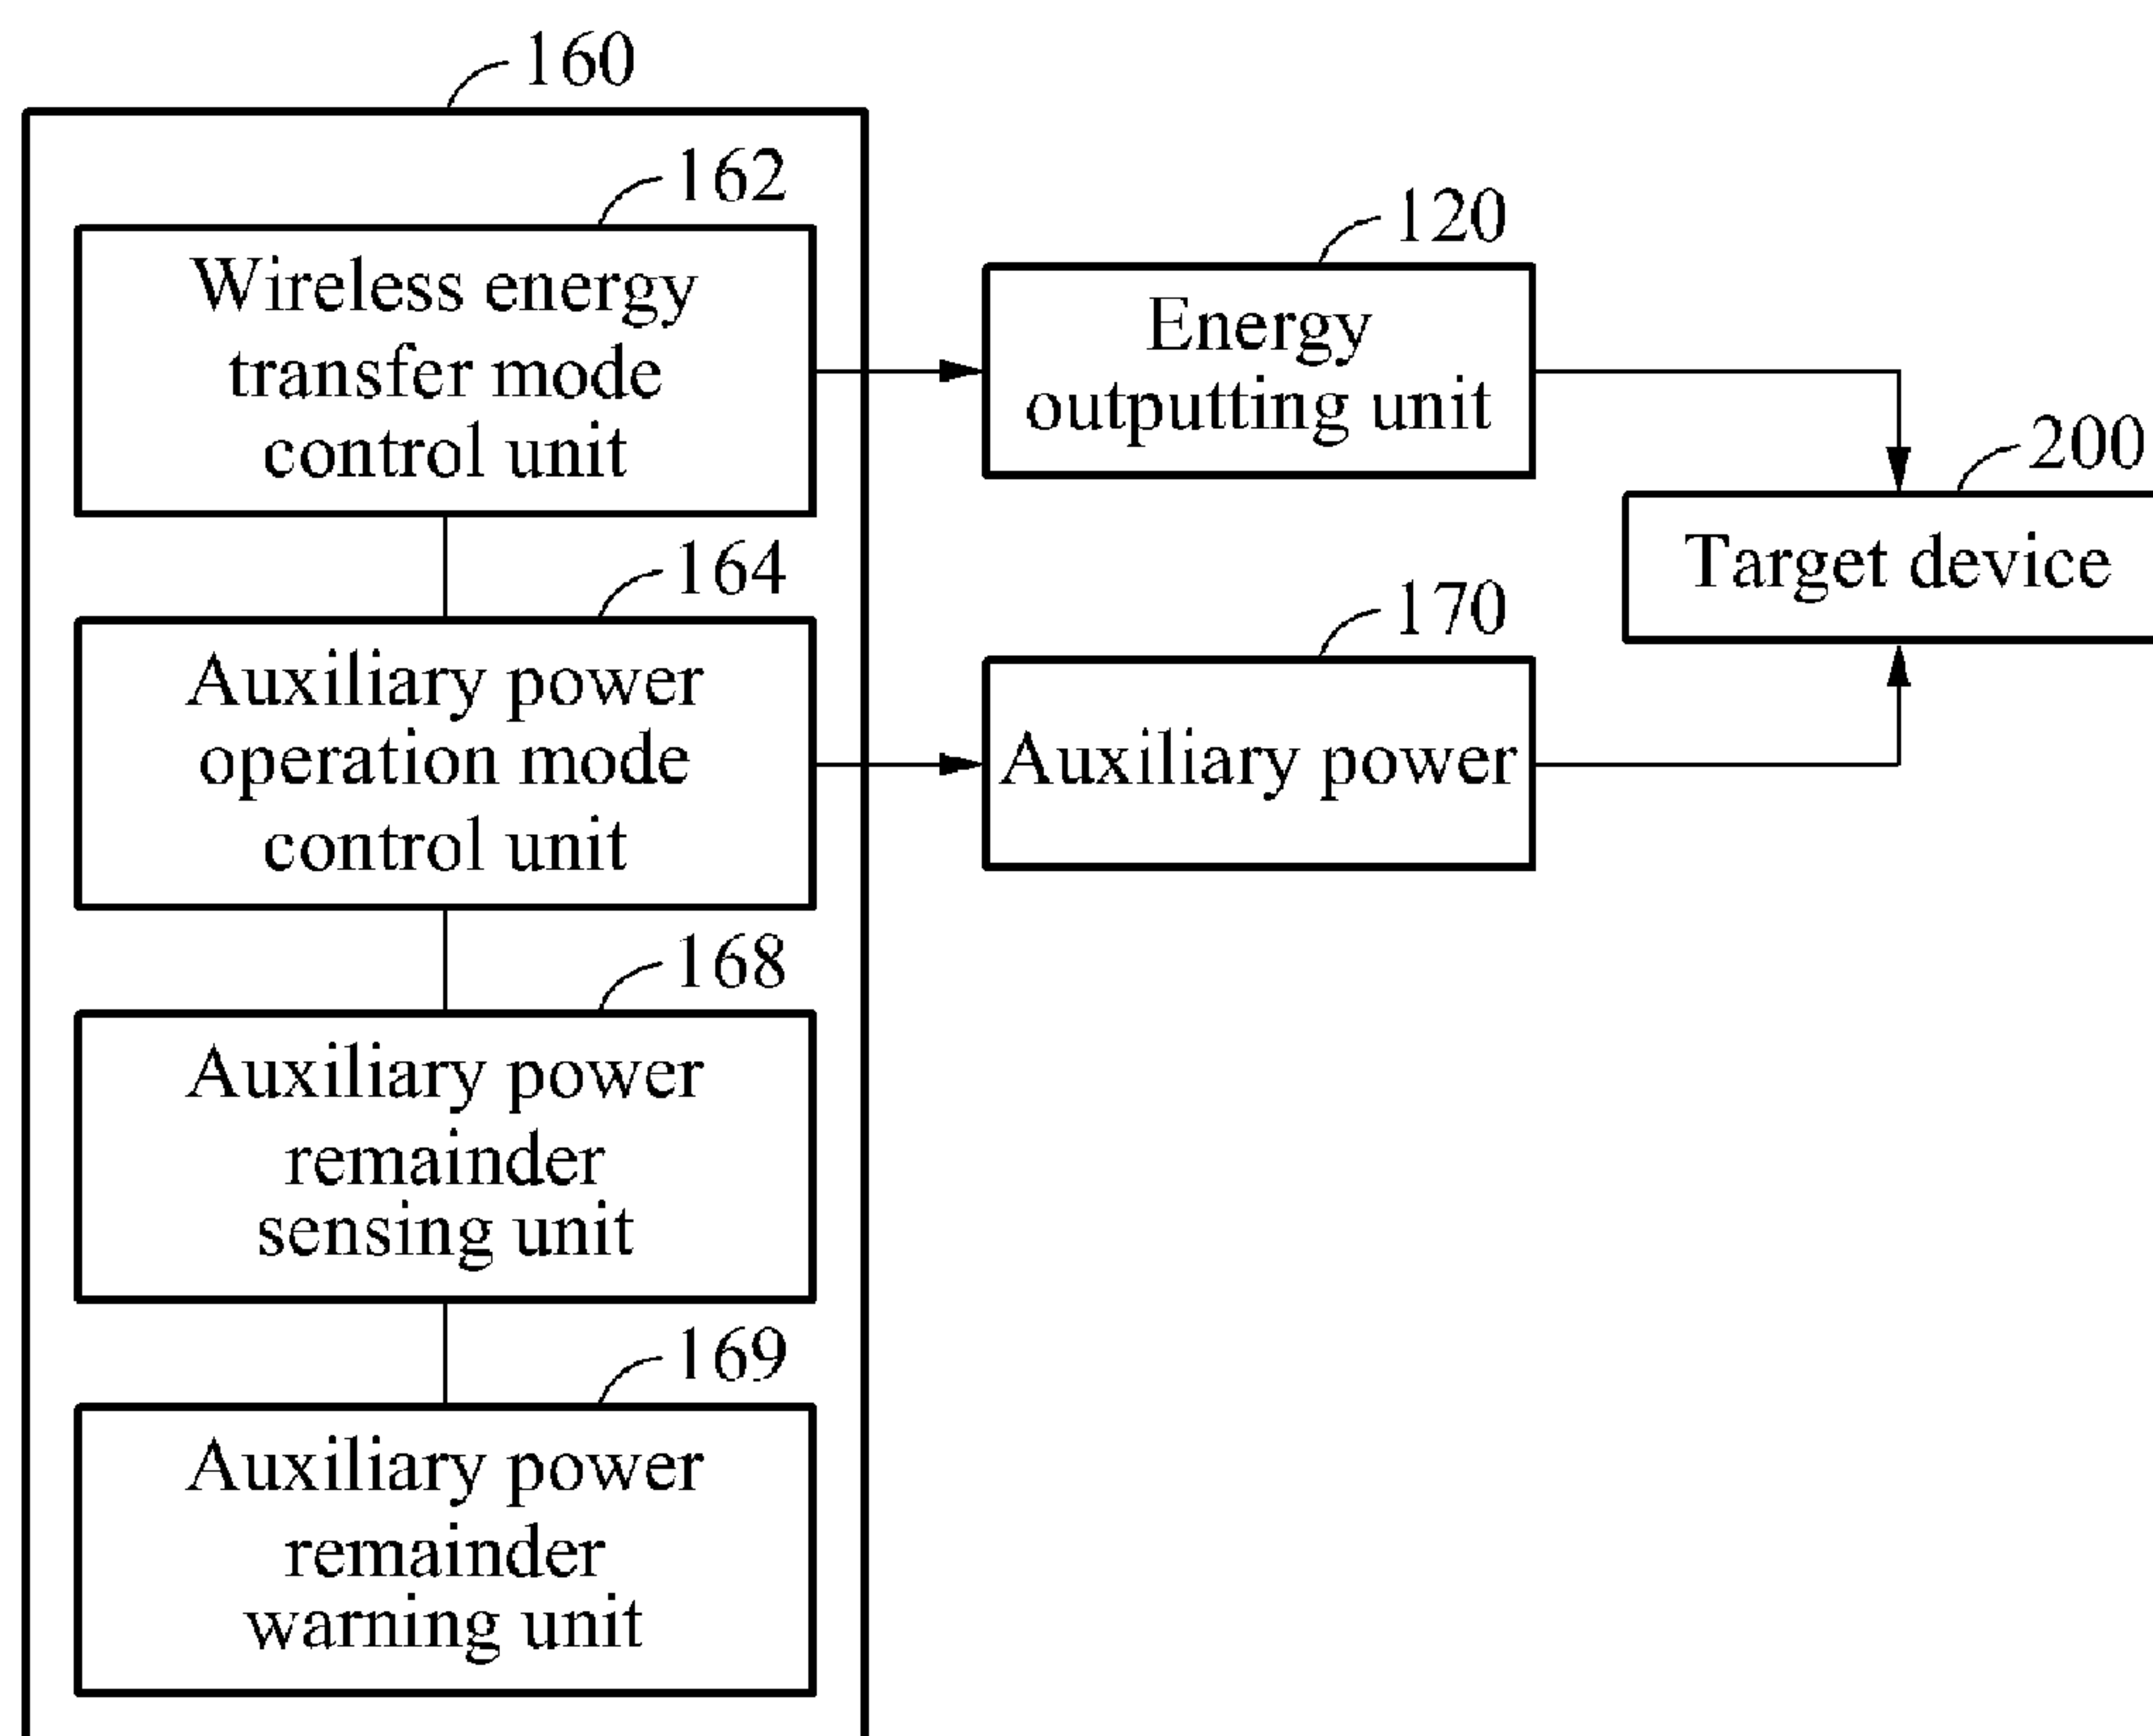 160
162
Wireless energy
transfer mode
control unit
120
Energy
outputting unit
200
Target device
164
Auxiliary power
operation mode
control unit
170
Auxiliary power
168
Auxiliary power
remainder
sensing unit
169
Auxiliary power
remainder
warning unit